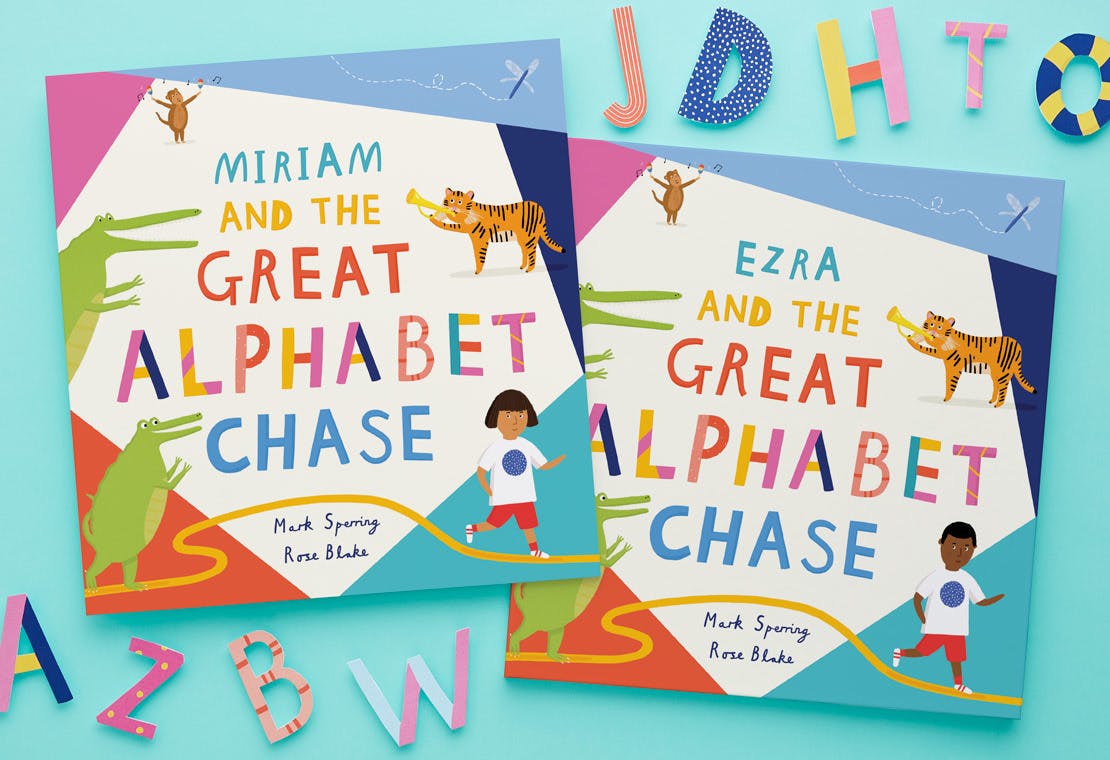 J D H T O
MIRIAM
AND THE
GREAT
ALPHABET
CHASE
Mark Sperring
Rose Blake
EZRA
AND THE
GREAT
ALPHABET
CHASE
Mark Sperring
Rose Blake
A Z B W